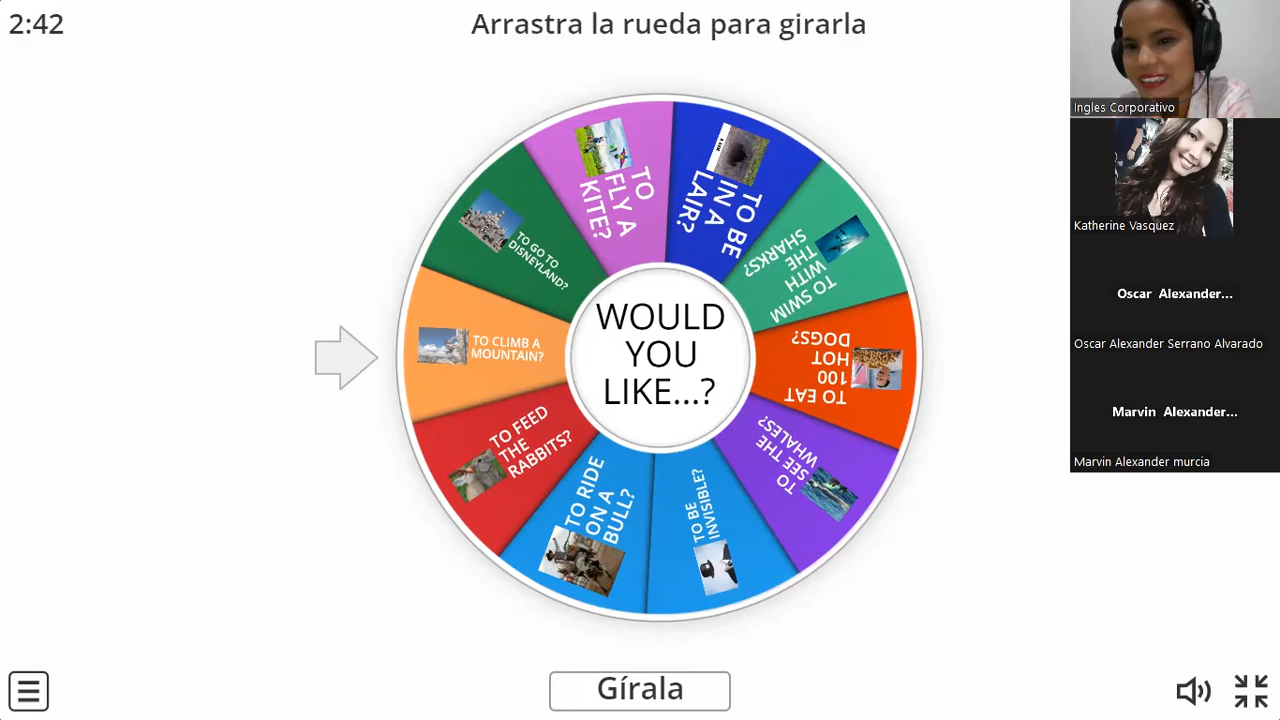 2:42
Arrastra la rueda para girarla
WOULD
YOU
LIKE...?
TO BE
IN A
LAIR?
TO SWIM
WITH
THE
SHARKS?
TO EAT
100
HOT
DOGS?
TO
SEE THE
WHALES?
TO BE
INVISIBLE?
TO RIDE
ON A
BULL?
TO FEED
THE
RABBITS?
TO CLIMB A
MOUNTAIN?
TO GO TO
DISNEYLAND?
TO
FLY A
KITE?
Gírala
Ingles Corporativo
Katherine Vasquez
Oscar Alexander...
Oscar Alexander Serrano Alvarado
Marvin Alexander...
Marvin Alexander murcia